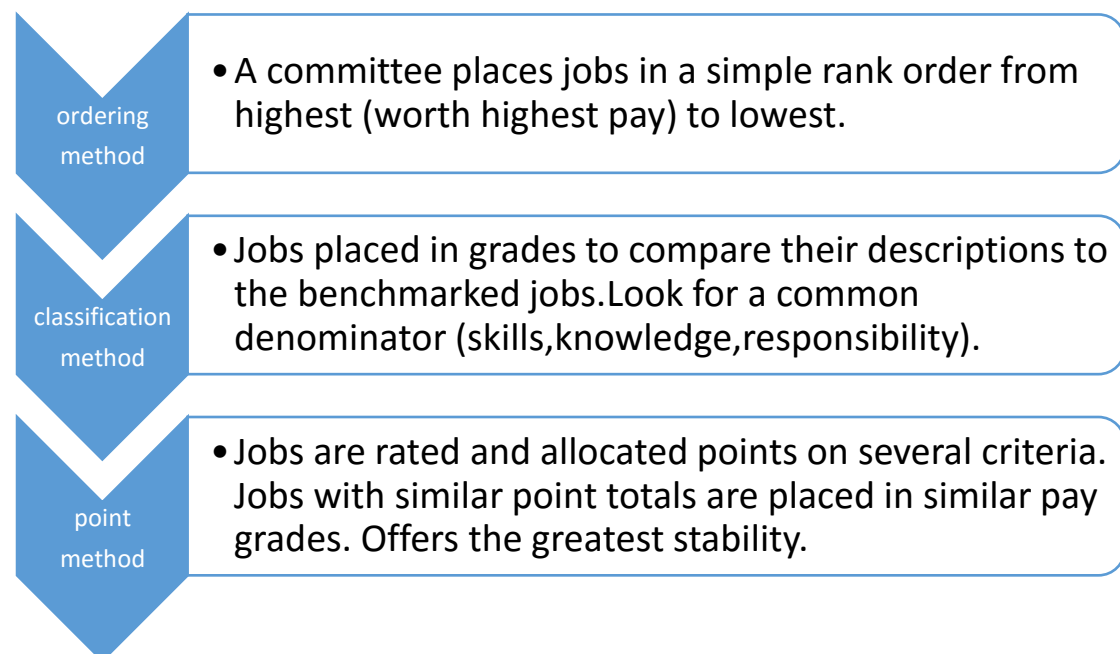 ordering
method
•A committee places jobs in a simple rank order from
highest (worth highest pay) to lowest.
classification
method
•Jobs placed in grades to compare their descriptions to
the benchmarked jobs.Look for a common
denominator (skills,knowledge,responsibility).
point
method
•Jobs are rated and allocated points on several criteria.
Jobs with similar point totals are placed in similar pay
grades. Offers the greatest stability.